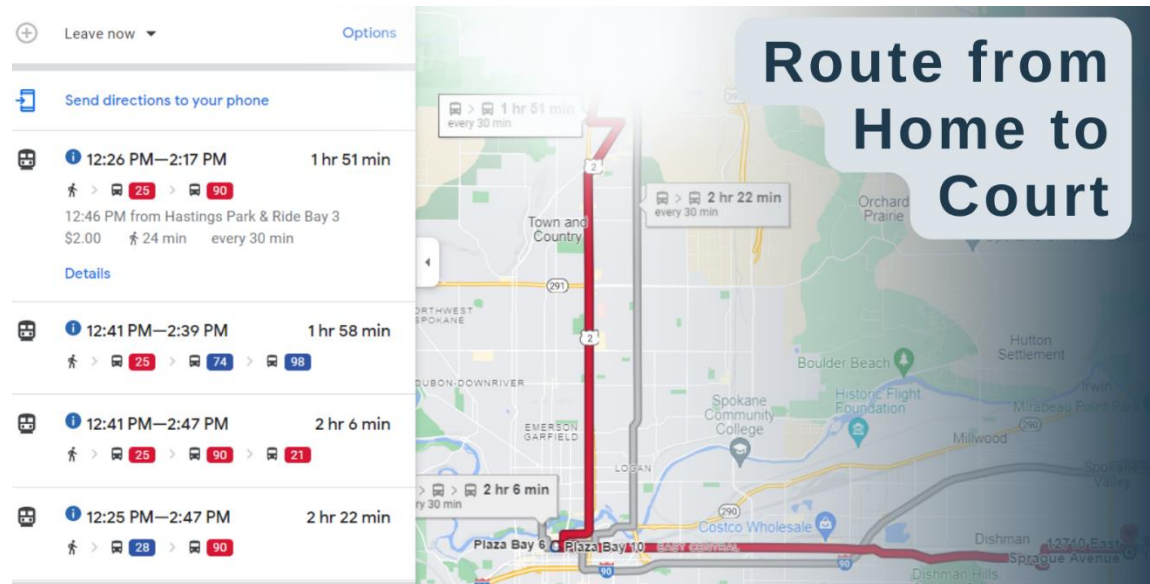 Leave now
Options
Send directions to your phone
12:26 PM—2:17 PM
1 hr 51 min
25
90
12:46 PM from Hastings Park & Ride Bay 3
$2.00 24 min every 30 min
Details
12:41 PM—2:39 PM
1 hr 58 min
25
74
98
12:41 PM—2:47 PM
2 hr 6 min
25
90
21
12:25 PM—2:47 PM
2 hr 22 min
28
90
Route from
Home to
Court
1 hr 51 min
every 30 min
2
2 hr 22 min
every 30 min
Orchard
Prairie
Town and
Country
291
2
Hutton
Settlement
Boulder Beach
Historic Flight
Foundation
Irwin
Mirabeau Point Park
290
Millwood
Spokane
Community
College
EMERSON
GARFIELD
LOGAN
Spokane
Valley
2 hr 6 min
290
Costco Wholesale
Plaza Bay 6
Plaza Bay 10
EAST CENTRAL
Dishman
12710 East
Sprague Avenue
90
90
Dishman Hills